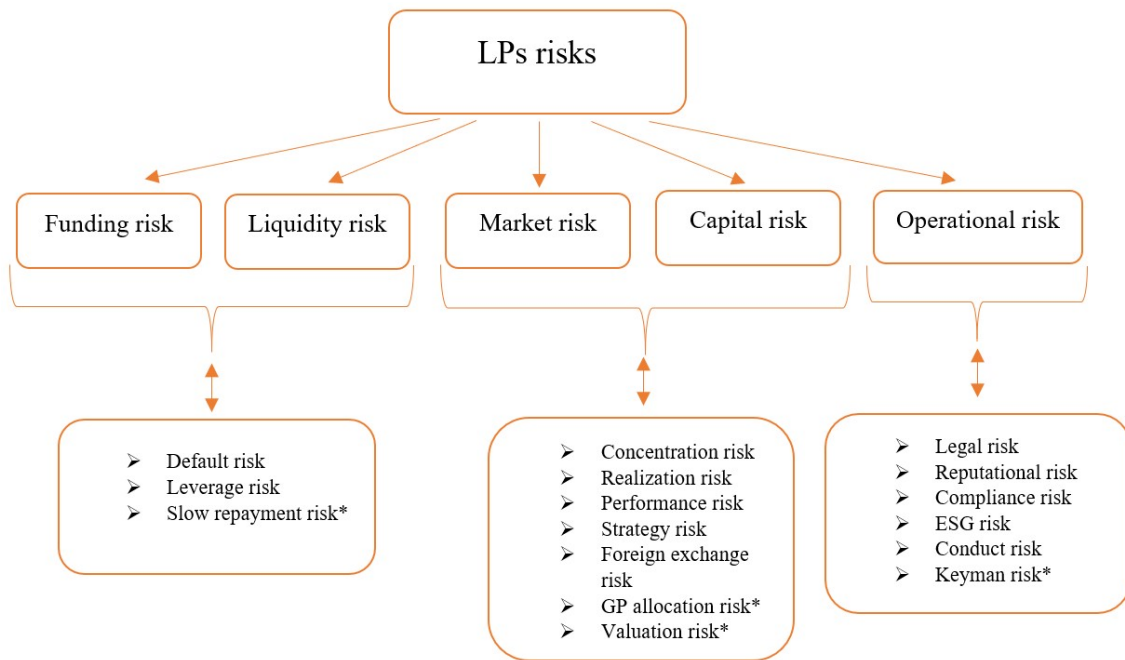 LPs risks
Funding risk
Liquidity risk
Market risk
Capital risk
Operational risk
➢ Default risk
➢ Leverage risk
➢ Slow repayment risk*
➢ Concentration risk
➢ Realization risk
➢ Performance risk
➢ Strategy risk
➢ Foreign exchange
risk
➢ GP allocation risk*
➢ Valuation risk*
➢ Legal risk
➢ Reputational risk
➢ Compliance risk
➢ ESG risk
➢ Conduct risk
➢ Keyman risk*